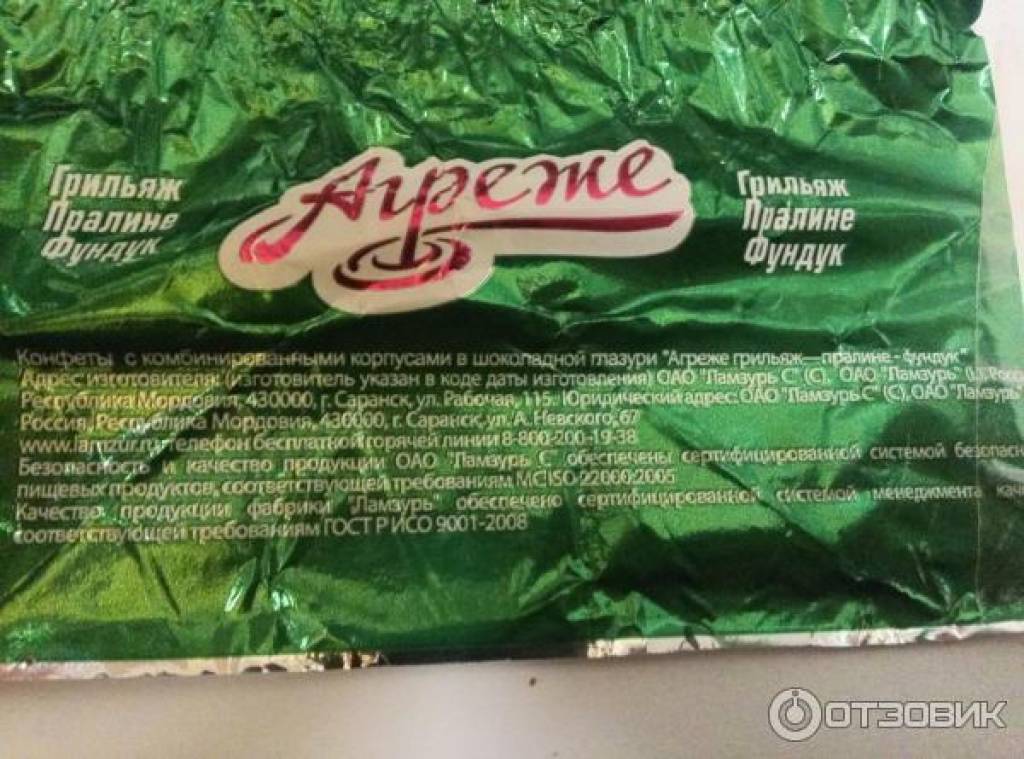 Грильяж
Пралине
Фундук
Агреже
Грильяж
Пралине
Фундук
Конфеты с комбинированными корпусами в шоколадной глазури "Агреже грильяж—пралине - фундук"
Адрес изготовителя: (изготовитель указан в коде даты изготовления) ОАО "Ламзурь С" (С), ОАО "Ламзурь"
Республика Мордовия, 430000, г. Саранск, ул. Рабочая, 115. Юридический адрес: ОАО "Ламзурь С" (С), ОАО "Ламзурь"
Россия, Республика Мордовия, 430000, г. Саранск, ул. А. Невского, 67
www.lamzur.ru, телефон бесплатной горячей линии 8-800-200-19-38
Безопасность и качество продукции ОАО "Ламзурь С" обеспечены сертифицированной системой безопасн
пищевых продуктов, соответствующей требованиям МС ISO 22000:2005
Качество продукции фабрики "Ламзурь" обеспечено сертифицированной системой менеджмента кач
соответствующей требованиям ГОСТ Р ИСО 9001-2008
ОТЗОВИК